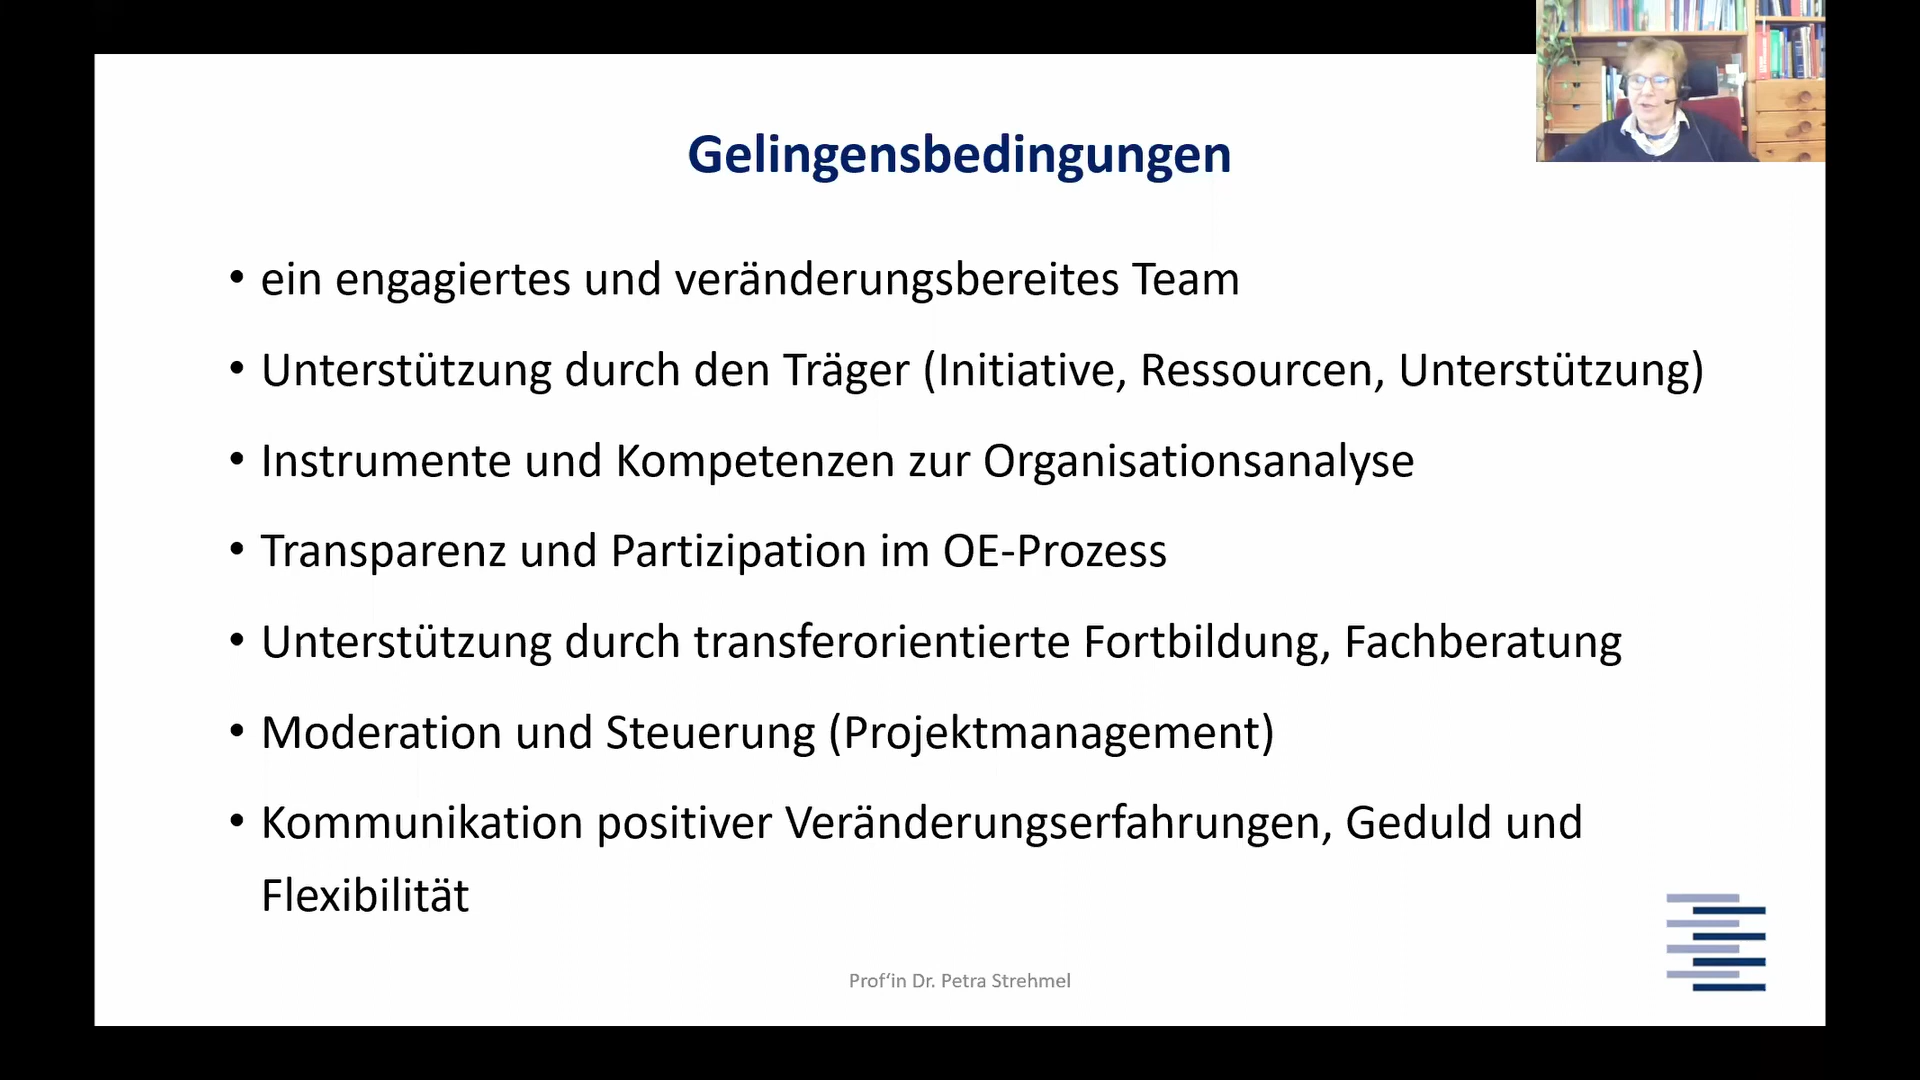 Gelingensbedingungen
• ein engagiertes und veränderungsbereites Team
• Unterstützung durch den Träger (Initiative, Ressourcen, Unterstützung)
• Instrumente und Kompetenzen zur Organisationsanalyse
• Transparenz und Partizipation im OE-Prozess
• Unterstützung durch transferorientierte Fortbildung, Fachberatung
• Moderation und Steuerung (Projektmanagement)
• Kommunikation positiver Veränderungserfahrungen, Geduld und
Flexibilität
Prof‘in Dr. Petra Strehmel